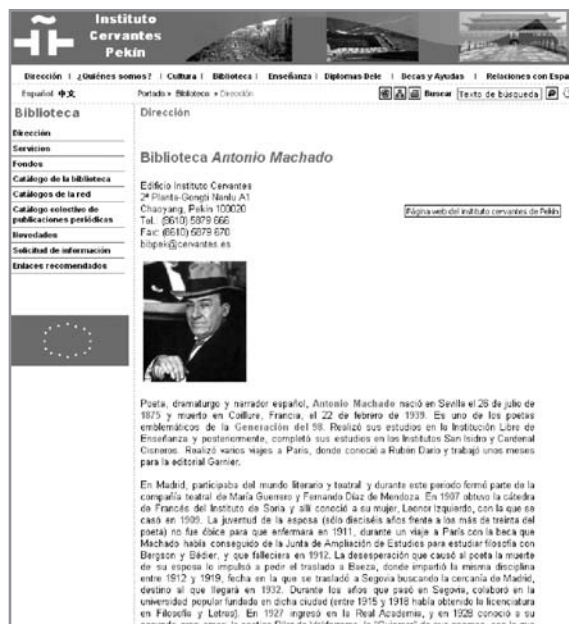 Instituto
Cervantes
Pekín
Dirección | ¿Quiénes somos? | Cultura | Biblioteca | Enseñanza | Diplomas Dele | Becas y Ayudas | Relaciones con Espa
Español 中文
Portada » Biblioteca » Dirección
Buscar Texto de búsqueda
Biblioteca
Dirección
Servicios
Fondos
Catálogo de la biblioteca
Catálogos de la red
Catálogo colectivo de
publicaciones periódicas
Novedades
Solicitud de información
Enlaces recomendados
Dirección
Biblioteca Antonio Machado
Edificio Instituto Cervantes
2ª Planta-Gongti Nanlu A1
Chaoyang, Pekín 100020
Tel.: (8610) 5879 666
Fax: (8610) 5879 670
bibpek@cervantes.es
Página web del instituto cervantes de Pekín
Poeta, dramaturgo y narrador español, Antonio Machado nació en Sevilla el 26 de julio de
1875 y muerto en Coillure, Francia, el 22 de febrero de 1939. Es uno de los poetas
emblemáticos de la Generación del 98. Realizó sus estudios en la Institución Libre de
Enseñanza y posteriormente, completó sus estudios en los Institutos San Isidro y Cardenal
Cisneros. Realizó varios viajes a París, donde conoció a Rubén Darío y trabajó unos meses
para la editorial Garnier.
En Madrid, participaba del mundo literario y teatral y durante este periodo formó parte de la
compañía teatral de María Guerrero y Fernando Díaz de Mendoza. En 1907 obtuvo la cátedra
de Francés del Instituto de Soria y allí conoció a su mujer, Leonor Izquierdo, con la que se
casó en 1909. La juventud de la esposa (sólo dieciséis años frente a los más de treinta del
poeta) no fue óbice para que enfermara en 1911, durante un viaje a París con la beca que
Machado había conseguido de la Junta de Ampliación de Estudios para estudiar filosofía con
Bergson y Bédier, y que falleciera en 1912. La desesperación que causó al poeta la muerte
de su esposa lo impulsó a pedir el traslado a Baeza, donde impartió la misma disciplina
entre 1912 y 1919, fecha en la que se trasladó a Segovia buscando la cercanía de Madrid,
destino al que llegará en 1932. Durante los años que pasó en Segovia, colaboró en la
universidad popular fundada en dicha ciudad (entre 1915 y 1918 había obtenido la licenciatura
en Filosofía y Letras). En 1927 ingresó en la Real Academia, y en 1928 conoció a su